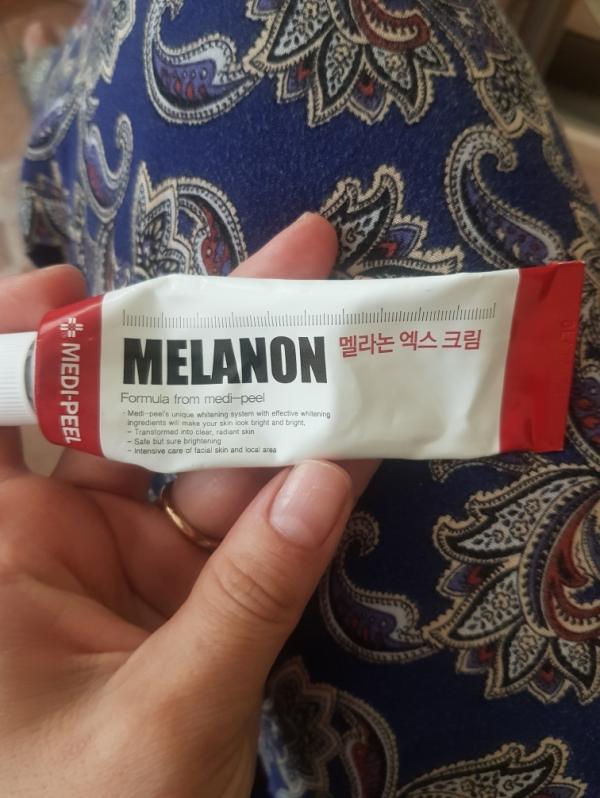 MEDI-PEEL
MELANON 멜라논 엑스 크림
Formula from medi-peel
· Medi-peel's unique whitening system with effective whitening
ingredients will make your skin look bright and bright,
- Transformed into clear, radiant skin
- Safe but sure brightening
- Intensive care of facial skin and local area